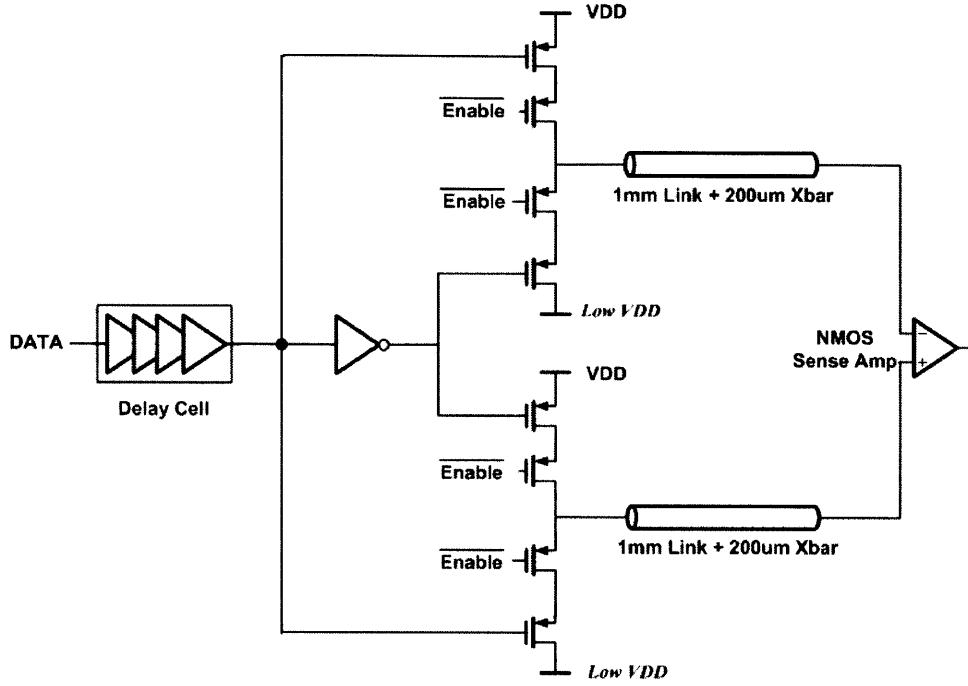 VDD
Enable
Enable
1mm Link + 200um Xbar
Low VDD
DATA
Delay Cell
NMOS
Sense Amp
−
+
VDD
Enable
Enable
1mm Link + 200um Xbar
Low VDD